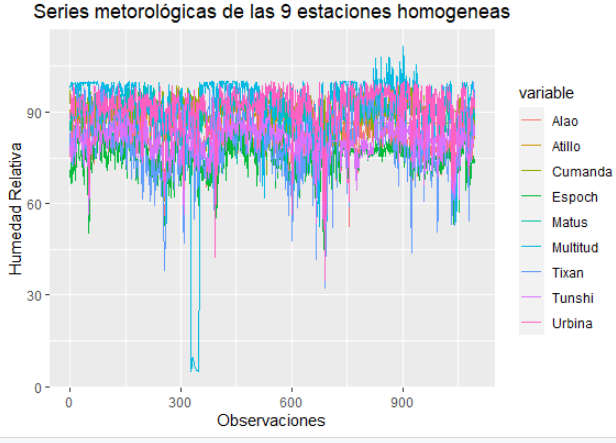 Series metorológicas de las 9 estaciones homogeneas
Humedad Relativa
90
60
30
0
0 300 600 900
Observaciones
variable
Alao
Atillo
Cumanda
Espoch
Matus
Multitud
Tixan
Tunshi
Urbina